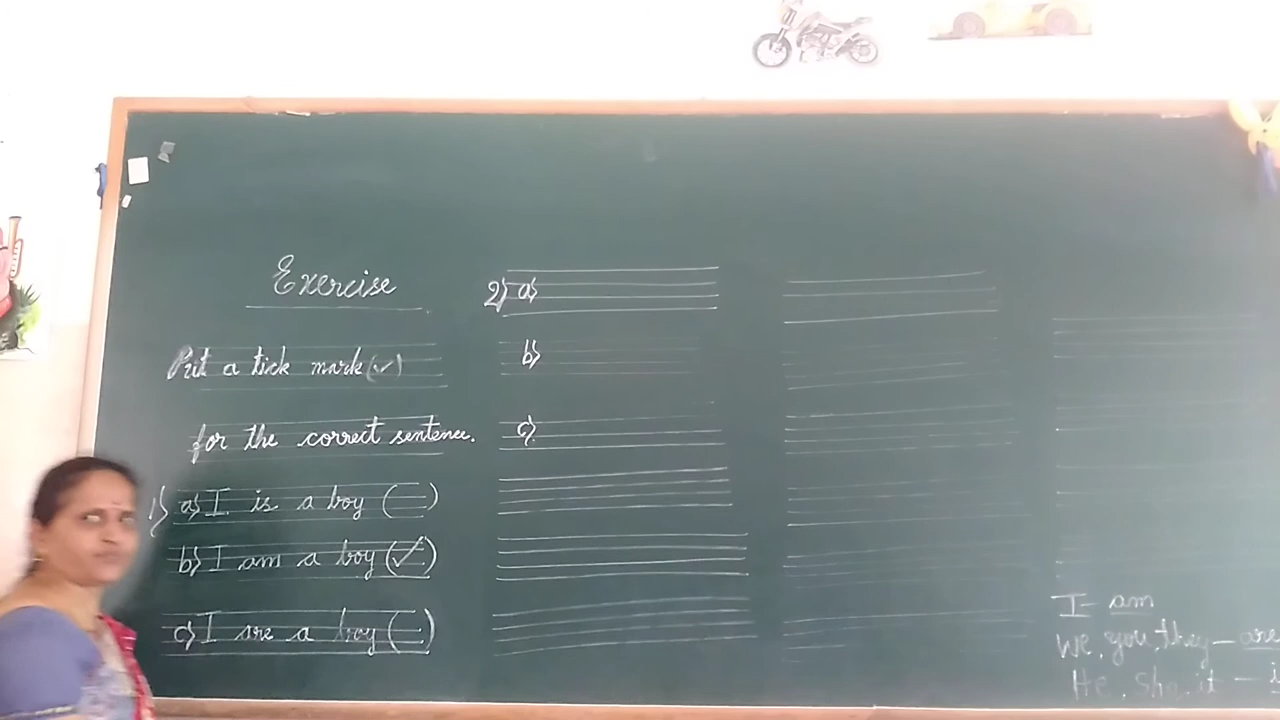 Exercise
Put a tick mark (✓)
for the correct sentence.
1) a) I is a boy ( )
b) I am a boy (✓)
c) I are a boy ( )
2) a)
b)
c)
I - am
We, you, they - are
He, she, it - is